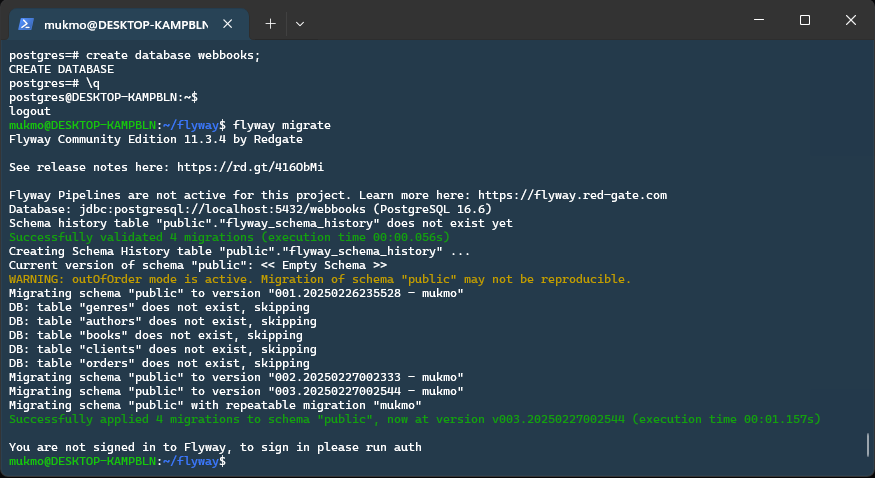 mukmo@DESKTOP-KAMPBLN
postgres=# create database webbooks;
CREATE DATABASE
postgres=# \q
postgres@DESKTOP-KAMPBLN:~$
logout
mukmo@DESKTOP-KAMPBLN:~/flyway$ flyway migrate
Flyway Community Edition 11.3.4 by Redgate

See release notes here: https://rd.gt/416ObMi

Flyway Pipelines are not active for this project. Learn more here: https://flyway.red-gate.com
Database: jdbc:postgresql://localhost:5432/webbooks (PostgreSQL 16.6)
Schema history table "public"."flyway_schema_history" does not exist yet
Successfully validated 4 migrations (execution time 00:00.056s)
Creating Schema History table "public"."flyway_schema_history" ...
Current version of schema "public": << Empty Schema >>
WARNING: outOfOrder mode is active. Migration of schema "public" may not be reproducible.
Migrating schema "public" to version "001.20250226235528 - mukmo"
DB: table "genres" does not exist, skipping
DB: table "authors" does not exist, skipping
DB: table "books" does not exist, skipping
DB: table "clients" does not exist, skipping
DB: table "orders" does not exist, skipping
Migrating schema "public" to version "002.20250227002333 - mukmo"
Migrating schema "public" to version "003.20250227002544 - mukmo"
Migrating schema "public" with repeatable migration "mukmo"
Successfully applied 4 migrations to schema "public", now at version v003.20250227002544 (execution time 00:01.157s)

You are not signed in to Flyway, to sign in please run auth
mukmo@DESKTOP-KAMPBLN:~/flyway$